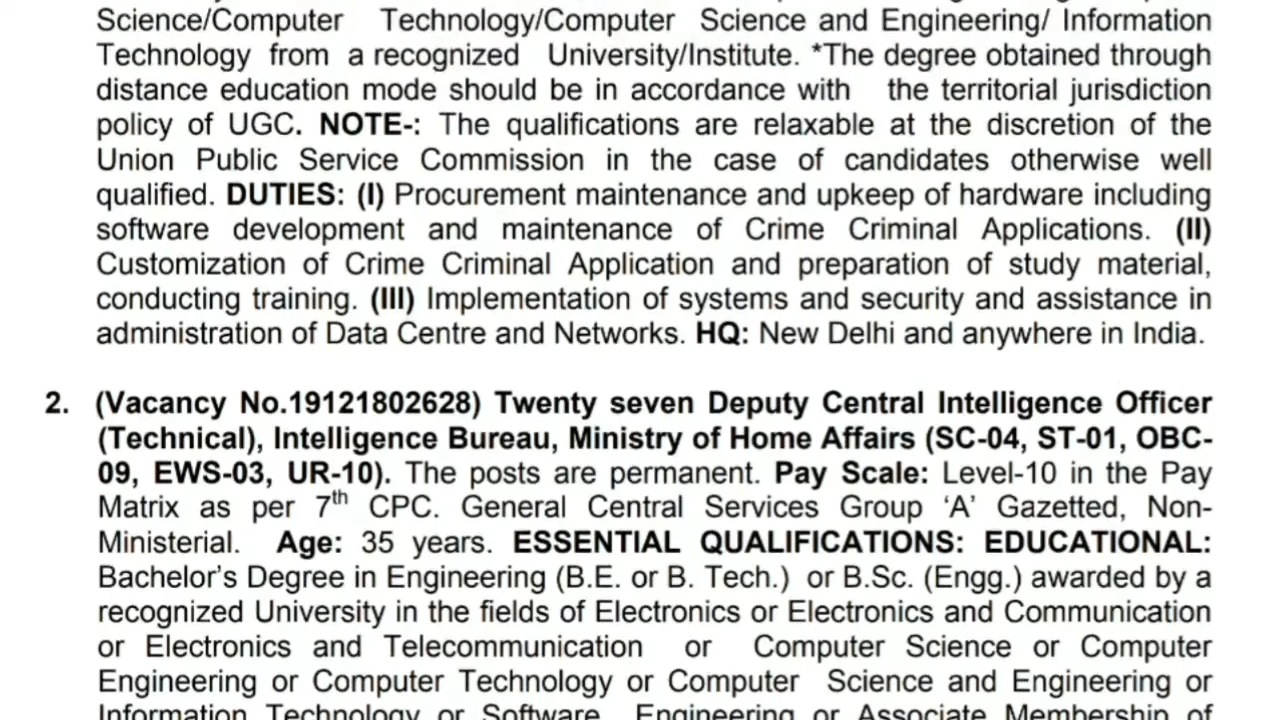 Science/Computer Technology/Computer Science and Engineering/ Information
Technology from a recognized University/Institute. *The degree obtained through
distance education mode should be in accordance with the territorial jurisdiction
policy of UGC. NOTE-: The qualifications are relaxable at the discretion of the
Union Public Service Commission in the case of candidates otherwise well
qualified. DUTIES: (I) Procurement maintenance and upkeep of hardware including
software development and maintenance of Crime Criminal Applications. (II)
Customization of Crime Criminal Application and preparation of study material,
conducting training. (III) Implementation of systems and security and assistance in
administration of Data Centre and Networks. HQ: New Delhi and anywhere in India.
2. (Vacancy No.19121802628) Twenty seven Deputy Central Intelligence Officer
(Technical), Intelligence Bureau, Ministry of Home Affairs (SC-04, ST-01, OBC-
09, EWS-03, UR-10). The posts are permanent. Pay Scale: Level-10 in the Pay
Matrix as per 7th CPC. General Central Services Group ‘A’ Gazetted, Non-
Ministerial. Age: 35 years. ESSENTIAL QUALIFICATIONS: EDUCATIONAL:
Bachelor’s Degree in Engineering (B.E. or B. Tech.) or B.Sc. (Engg.) awarded by a
recognized University in the fields of Electronics or Electronics and Communication
or Electronics and Telecommunication or Computer Science or Computer
Engineering or Computer Technology or Computer Science and Engineering or
Information Technology or Software Engineering or Associate Membership of